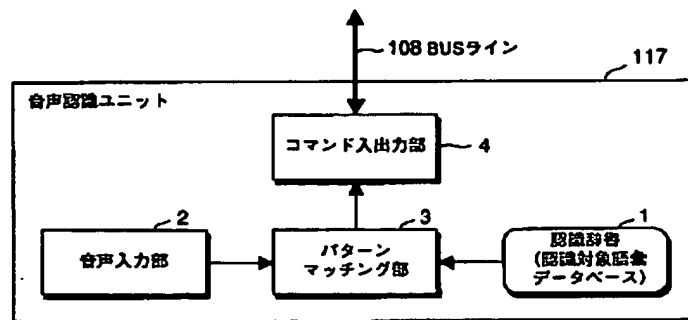 108 BUSライン
117
音声認識ユニット
コマンド入出力部
4
2
音声入力部
3
パターン
マッチング部
1
認識辞書
(認識対象語彙
データベース)